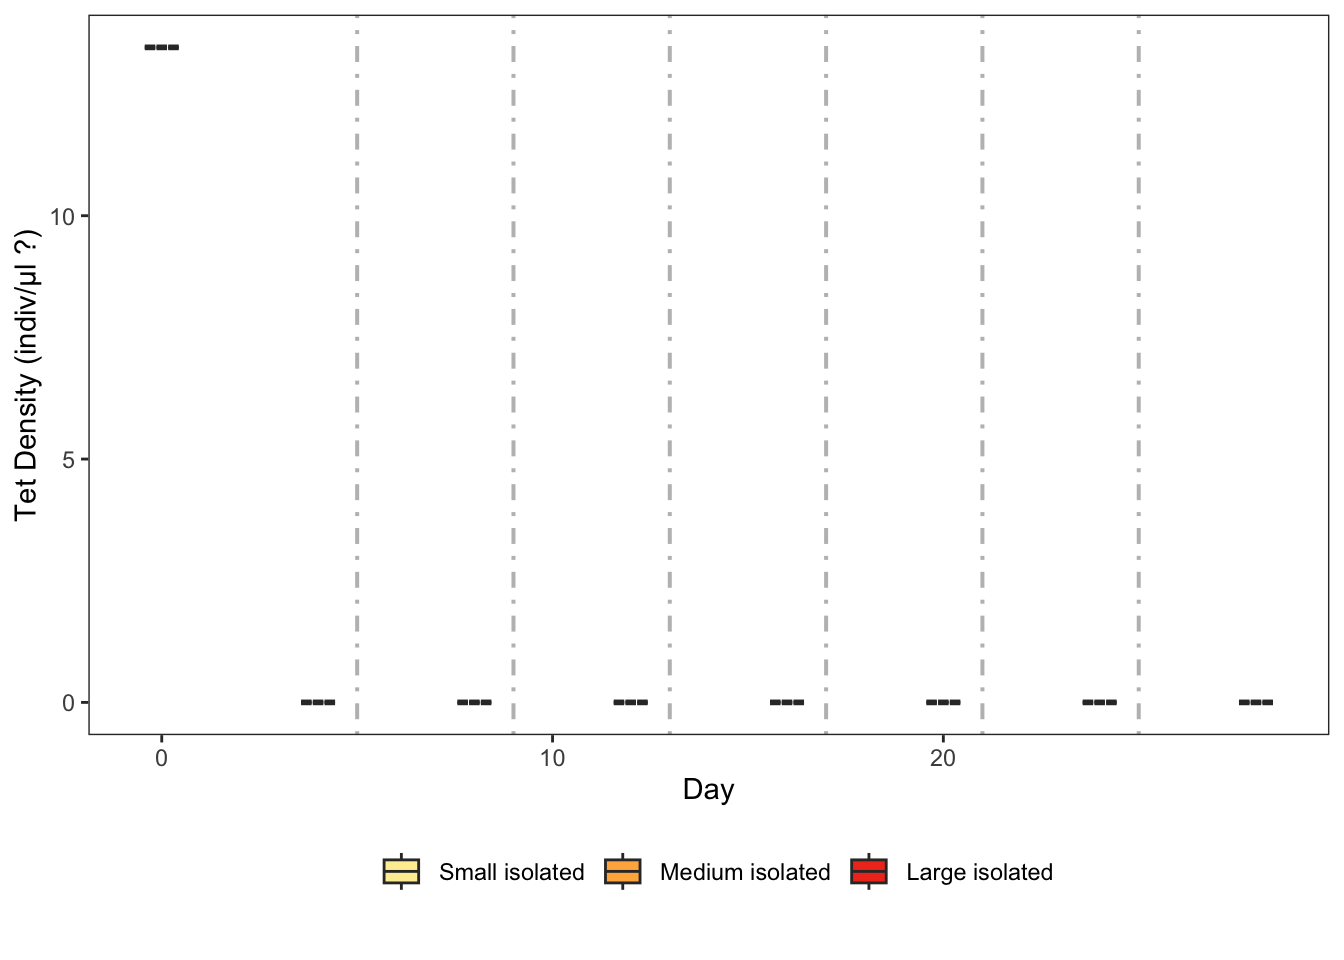 10
5
0
Tet Density (indiv/µl ?)
0 10 20
Day
Small isolated Medium isolated Large isolated